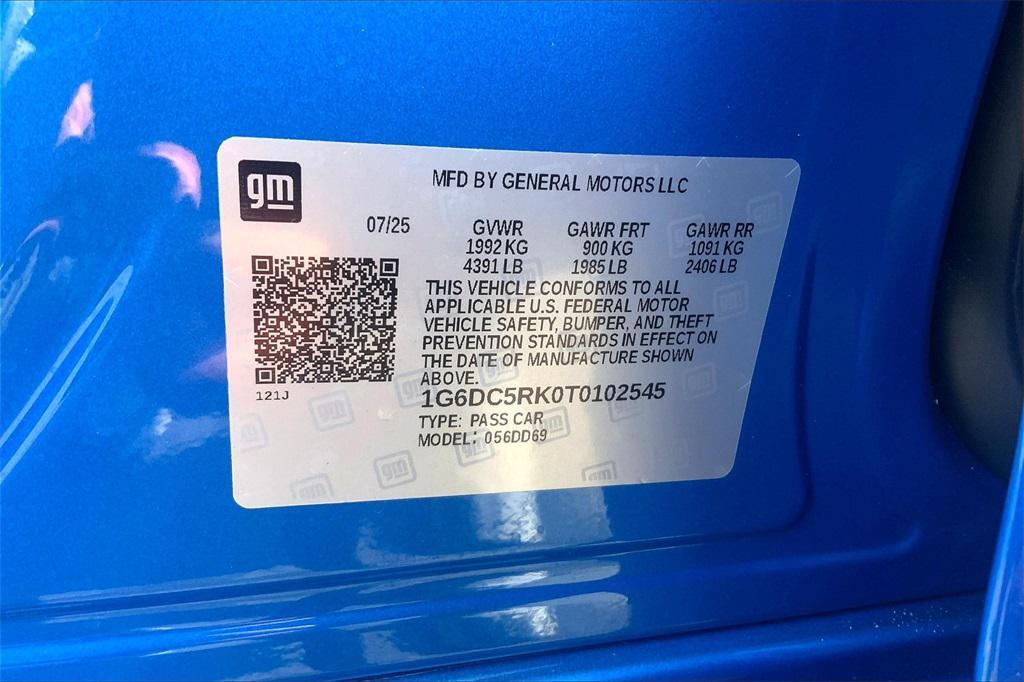 gm
MFD BY GENERAL MOTORS LLC
07/25 GVWR GAWR FRT GAWR RR
1992 KG 900 KG 1091 KG
4391 LB 1985 LB 2406 LB
THIS VEHICLE CONFORMS TO ALL
APPLICABLE U.S. FEDERAL MOTOR
VEHICLE SAFETY, BUMPER, AND THEFT
PREVENTION STANDARDS IN EFFECT ON
THE DATE OF MANUFACTURE SHOWN
ABOVE.
121J
1G6DC5RK0T0102545
TYPE: PASS CAR
MODEL: 056DD69